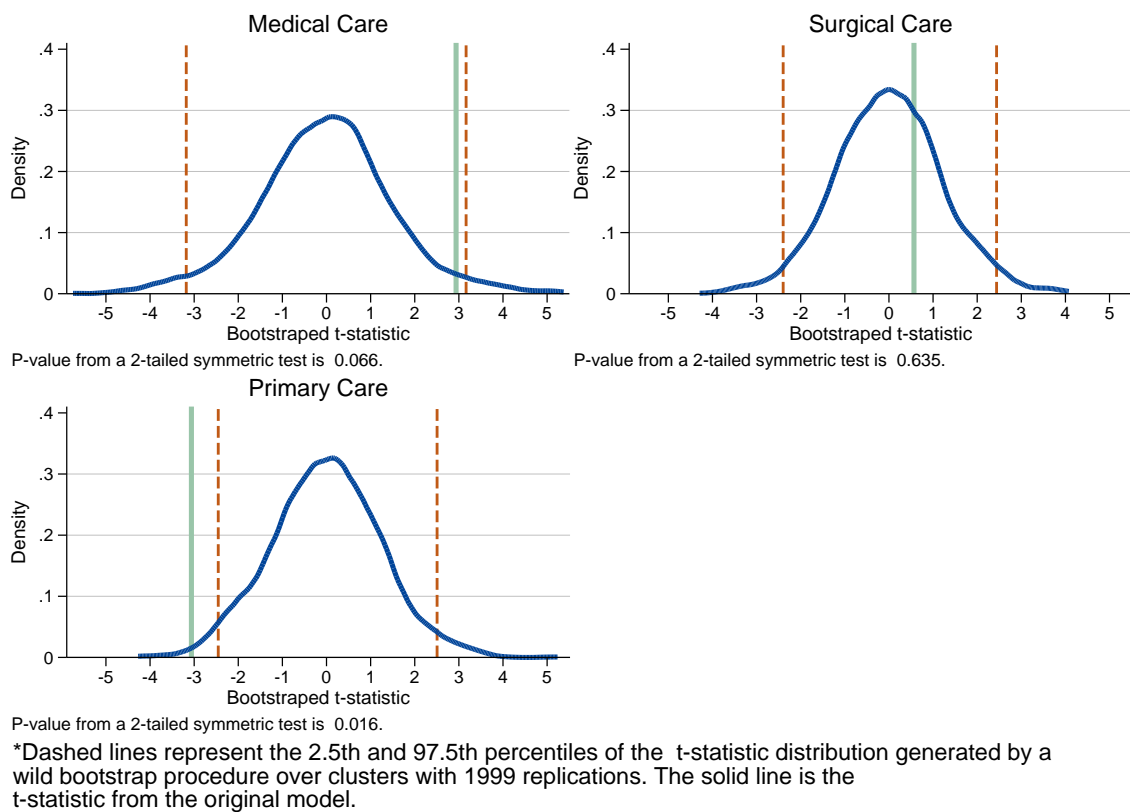 Medical Care
.4
.3
.2
.1
0
Density
-5 -4 -3 -2 -1 0 1 2 3 4 5
Bootstraped t-statistic
P-value from a 2-tailed symmetric test is 0.066.
Surgical Care
.4
.3
.2
.1
0
Density
-5 -4 -3 -2 -1 0 1 2 3 4 5
Bootstraped t-statistic
P-value from a 2-tailed symmetric test is 0.635.
Primary Care
.4
.3
.2
.1
0
Density
-5 -4 -3 -2 -1 0 1 2 3 4 5
Bootstraped t-statistic
P-value from a 2-tailed symmetric test is 0.016.
*Dashed lines represent the 2.5th and 97.5th percentiles of the t-statistic distribution generated by a
wild bootstrap procedure over clusters with 1999 replications. The solid line is the
t-statistic from the original model.